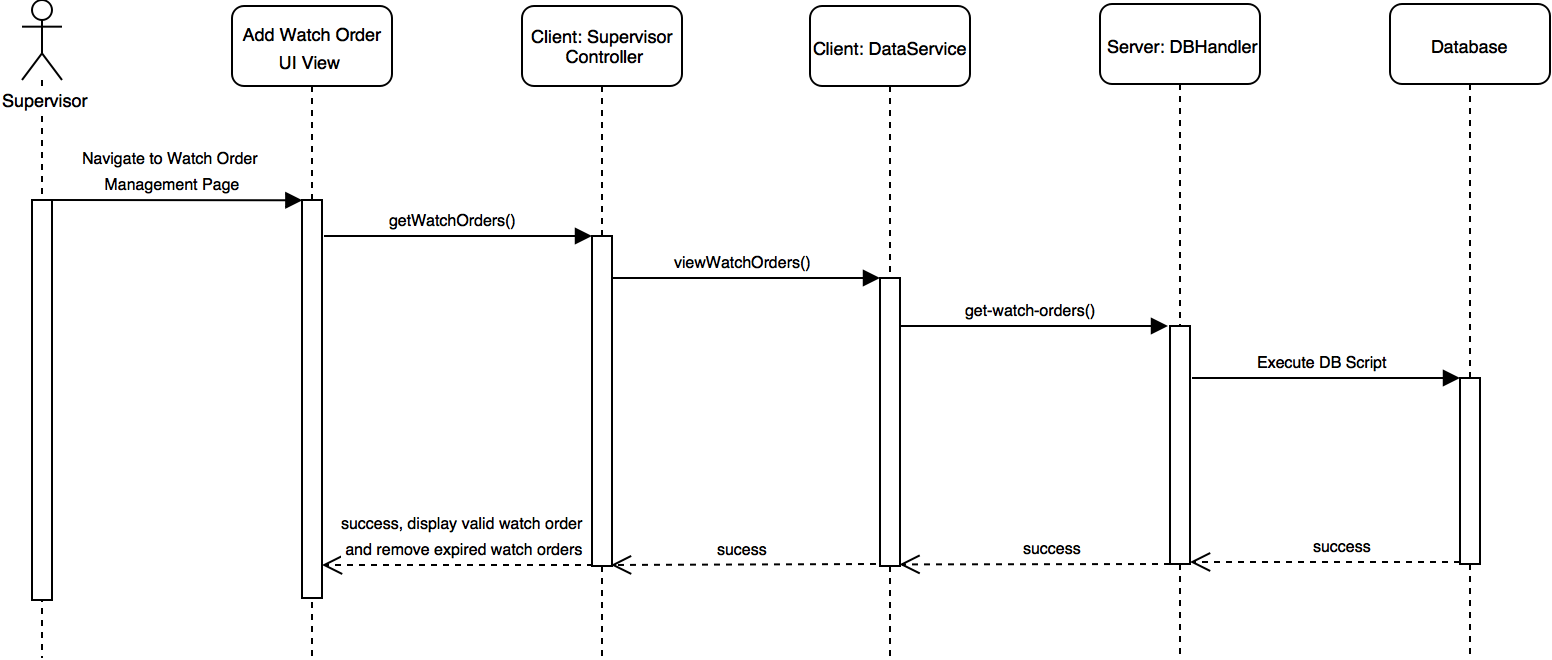 Add Watch Order
UI View
Client: Supervisor
Controller
Client: DataService
Server: DBHandler
Database
Supervisor
Navigate to Watch Order
Management Page
getWatchOrders()
viewWatchOrders()
get-watch-orders()
Execute DB Script
success, display valid watch order
and remove expired watch orders
sucess
success
success